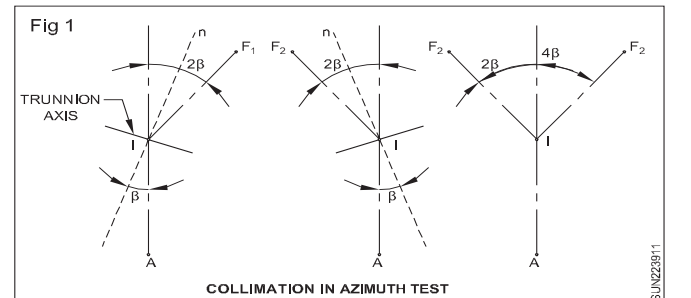 Fig 1
n F₁ F₂ n F₂ F₂
2β 2β 2β 4β
TRUNNION
AXIS
I I I
β β
A A A
COLLIMATION IN AZIMUTH TEST
SUN223911